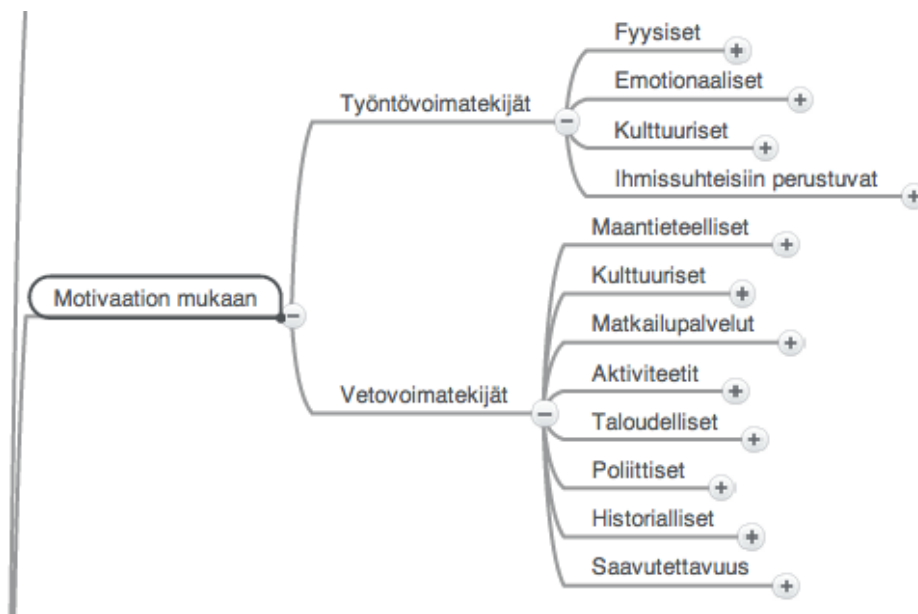 Fyysiset
Emotionaaliset
Työntövoimatekijät
Kulttuuriset
Ihmissuhteisiin perustuvat
Motivaation mukaan
Maantieteelliset
Kulttuuriset
Matkailupalvelut
Aktiviteetit
Vetovoimatekijät
Taloudelliset
Poliittiset
Historialliset
Saavutettavuus